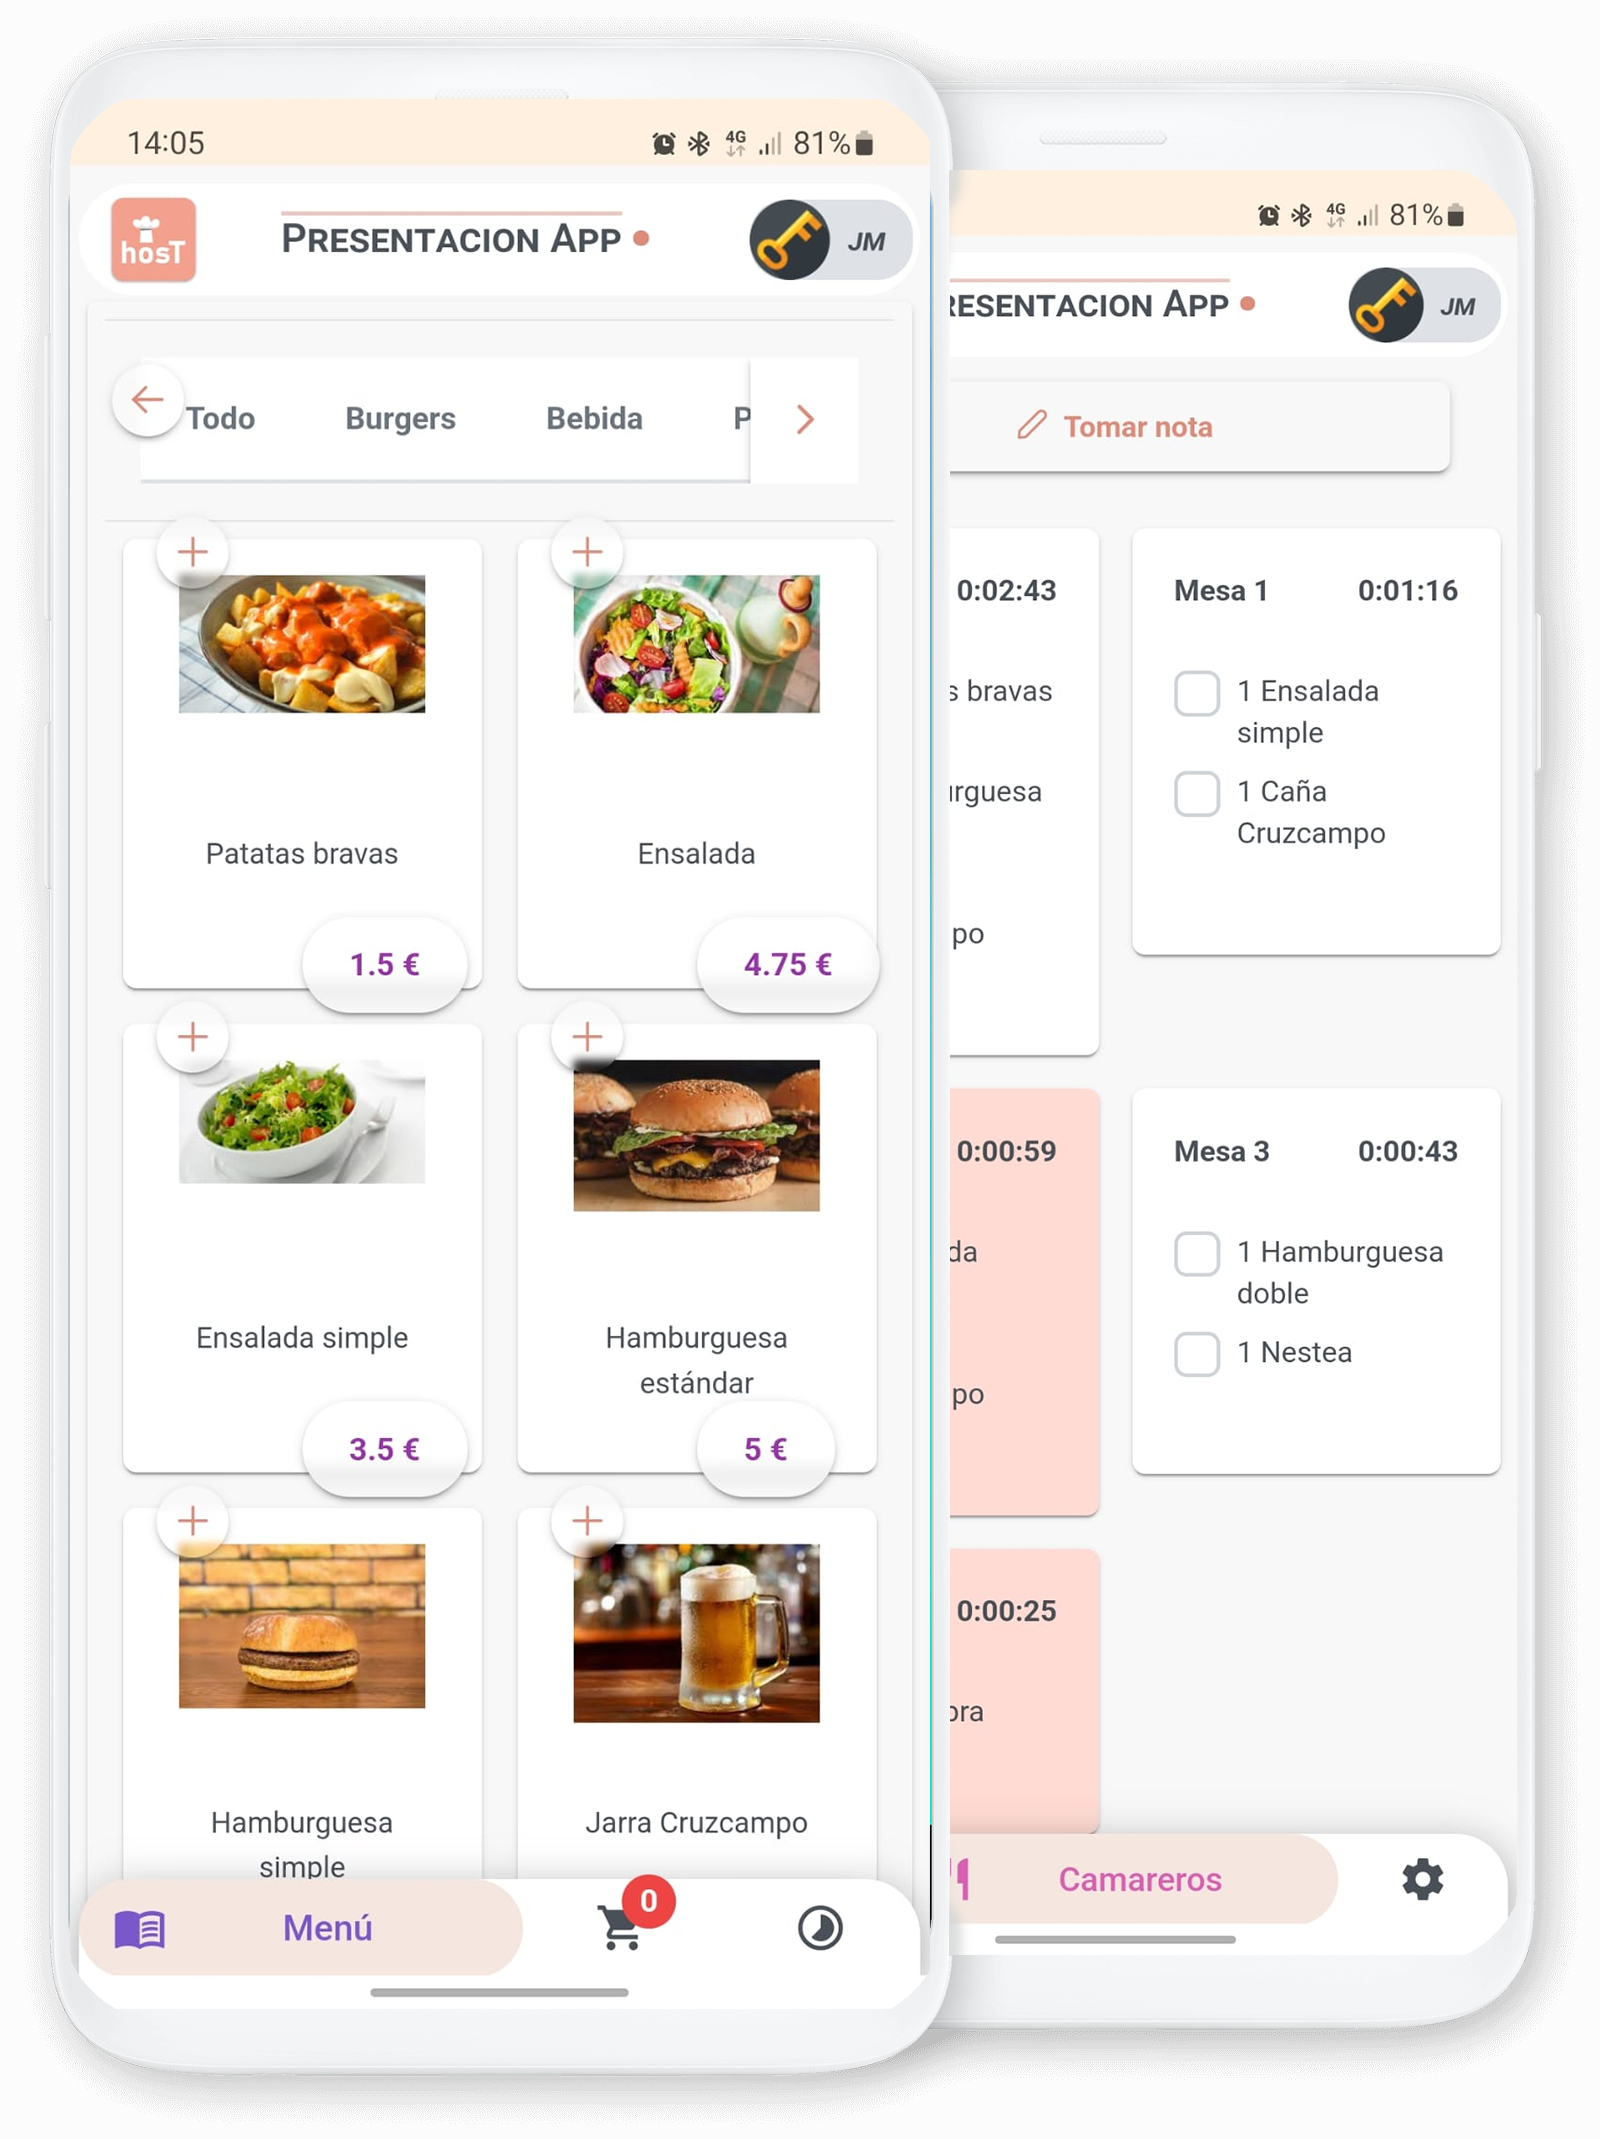 14:05
4G
81%
hosT
PRESENTACION APP
JM
Todo
Burgers
Bebida
P
Patatas bravas
1.5 €
Ensalada
4.75 €
Ensalada simple
3.5 €
Hamburguesa
estándar
5 €
Hamburguesa
simple
Jarra Cruzcampo
Menú
0
4G
81%
RESENTACION APP
JM
Tomar nota
0:02:43
s bravas
urguesa
po
Mesa 1
0:01:16
1 Ensalada
simple
1 Caña
Cruzcampo
0:00:59
da
po
Mesa 3
0:00:43
1 Hamburguesa
doble
1 Nestea
0:00:25
Camareros